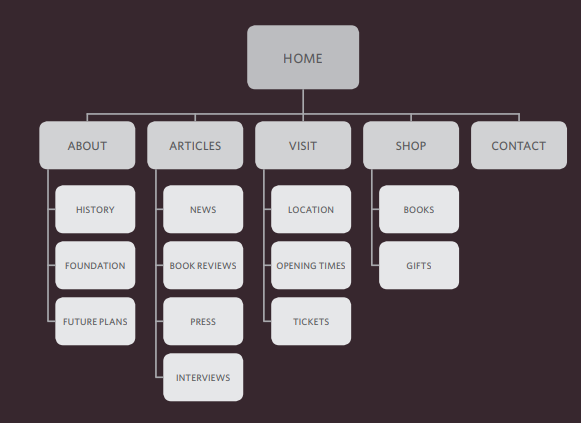 HOME
ABOUT
ARTICLES
VISIT
SHOP
CONTACT
HISTORY
NEWS
LOCATION
BOOKS
FOUNDATION
BOOK REVIEWS
OPENING TIMES
GIFTS
FUTURE PLANS
PRESS
TICKETS
INTERVIEWS